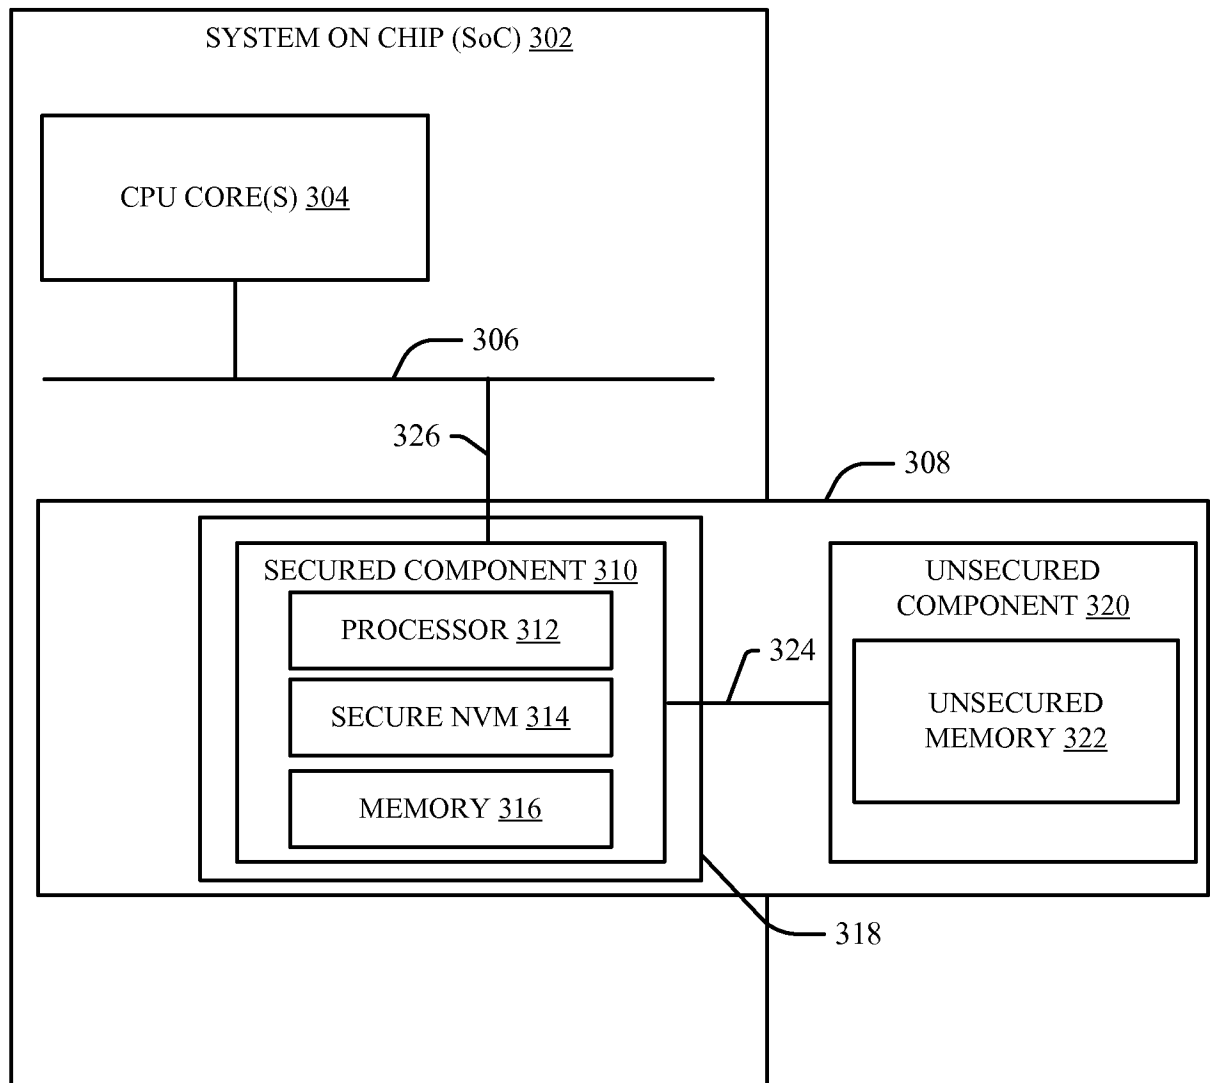 SYSTEM ON CHIP (SoC) 302
CPU CORE(S) 304
306
326
308
SECURED COMPONENT 310
PROCESSOR 312
SECURE NVM 314
MEMORY 316
324
UNSECURED
COMPONENT 320
UNSECURED
MEMORY 322
318